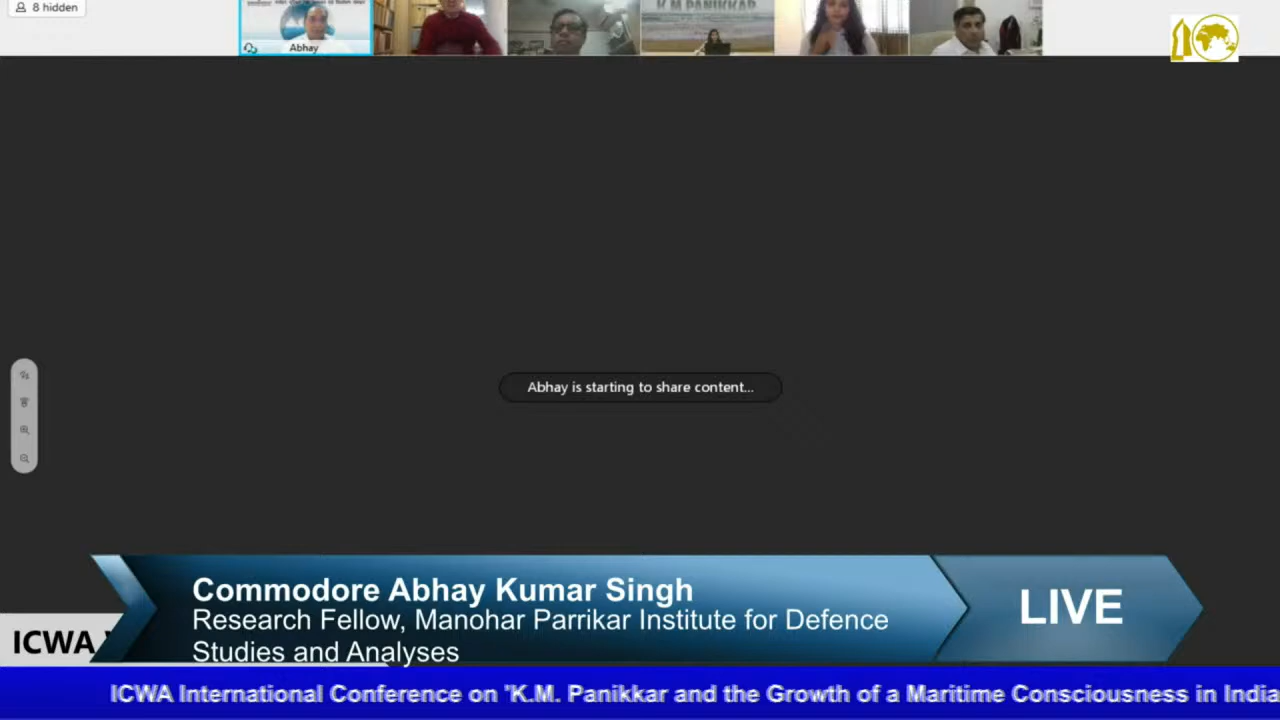 8 hidden
K M PANIKKAR
Abhay
Abhay is starting to share content...
Commodore Abhay Kumar Singh
Research Fellow, Manohar Parrikar Institute for Defence
Studies and Analyses
LIVE
ICWA
ICWA International Conference on 'K.M. Panikkar and the Growth of a Maritime Consciousness in India